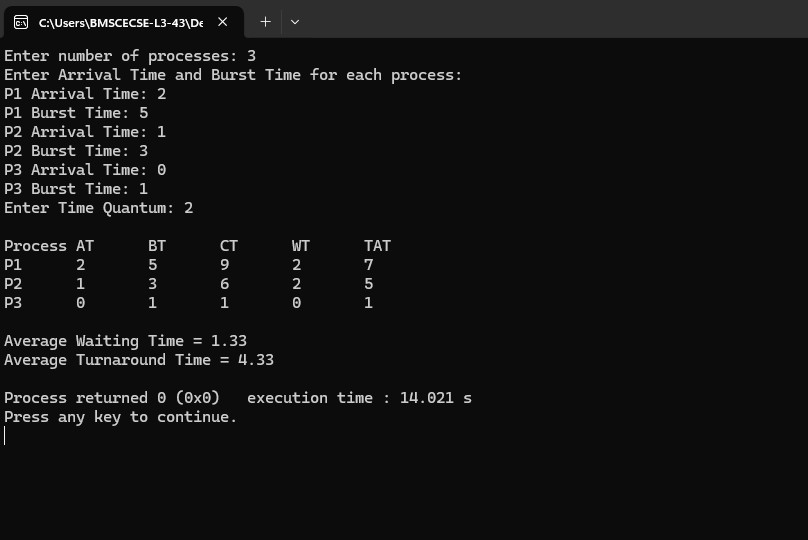 C:\Users\BMSCECSE-L3-43\De
Enter number of processes: 3
Enter Arrival Time and Burst Time for each process:
P1 Arrival Time: 2
P1 Burst Time: 5
P2 Arrival Time: 1
P2 Burst Time: 3
P3 Arrival Time: 0
P3 Burst Time: 1
Enter Time Quantum: 2
Process AT BT CT WT TAT
P1 2 5 9 2 7
P2 1 3 6 2 5
P3 0 1 1 0 1
Average Waiting Time = 1.33
Average Turnaround Time = 4.33
Process returned 0 (0x0) execution time : 14.021 s
Press any key to continue.